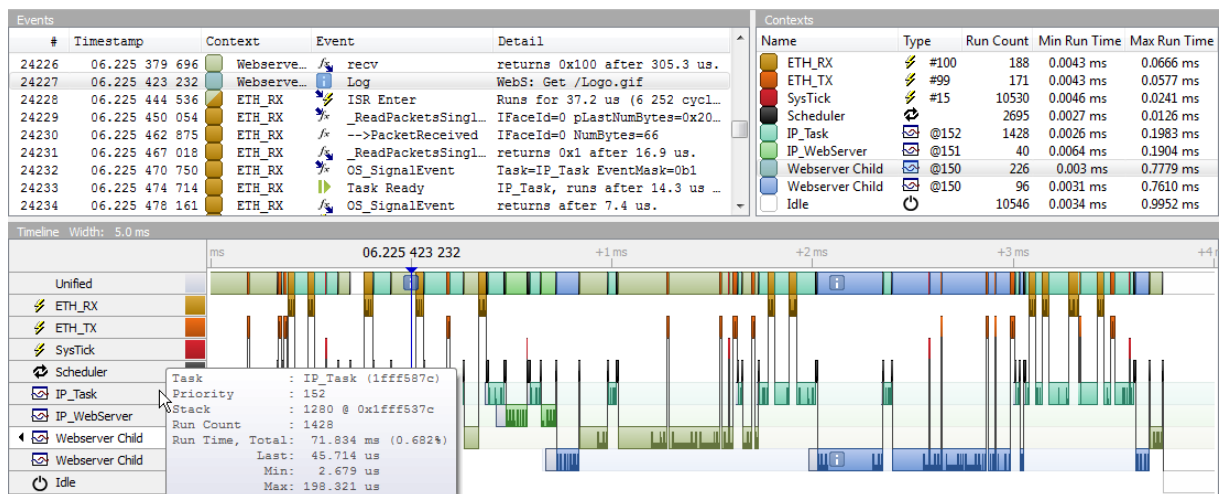 Events
# Timestamp Context Event Detail
24226 06.225 379 696 Webserve… recv returns 0x100 after 305.3 us.
24227 06.225 423 232 Webserve… Log WebS: Get /Logo.gif
24228 06.225 444 536 ETH_RX ISR Enter Runs for 37.2 us (6 252 cycl…
24229 06.225 450 054 ETH_RX _ReadPacketsSingl… IFaceId=0 pLastNumBytes=0x20…
24230 06.225 462 875 ETH_RX -->PacketReceived IFaceId=0 NumBytes=66
24231 06.225 467 018 ETH_RX _ReadPacketsSingl… returns 0x1 after 16.9 us.
24232 06.225 470 750 ETH_RX OS_SignalEvent Task=IP_Task EventMask=0b1
24233 06.225 474 714 ETH_RX Task Ready IP_Task, runs after 14.3 us …
24234 06.225 478 161 ETH_RX OS_SignalEvent returns after 7.4 us.
Contexts
Name Type Run Count Min Run Time Max Run Time
ETH_RX #100 188 0.0043 ms 0.0666 ms
ETH_TX #99 171 0.0043 ms 0.0577 ms
SysTick #15 10530 0.0046 ms 0.0241 ms
Scheduler 2695 0.0027 ms 0.0126 ms
IP_Task @152 1428 0.0026 ms 0.1983 ms
IP_WebServer @151 40 0.0064 ms 0.1904 ms
Webserver Child @150 226 0.003 ms 0.7779 ms
Webserver Child @150 96 0.0031 ms 0.7610 ms
Idle 10546 0.0034 ms 0.9952 ms
Timeline Width: 5.0 ms
ms 06.225 423 232 +1 ms +2 ms +3 ms +4
Unified
ETH_RX
ETH_TX
SysTick
Scheduler
IP_Task
IP_WebServer
Webserver Child
Webserver Child
Idle
Task : IP_Task (1fff587c)
Priority : 152
Stack : 1280 @ 0x1fff537c
Run Count : 1428
Run Time, Total: 71.834 ms (0.682%)
Last: 45.714 us
Min: 2.679 us
Max: 198.321 us